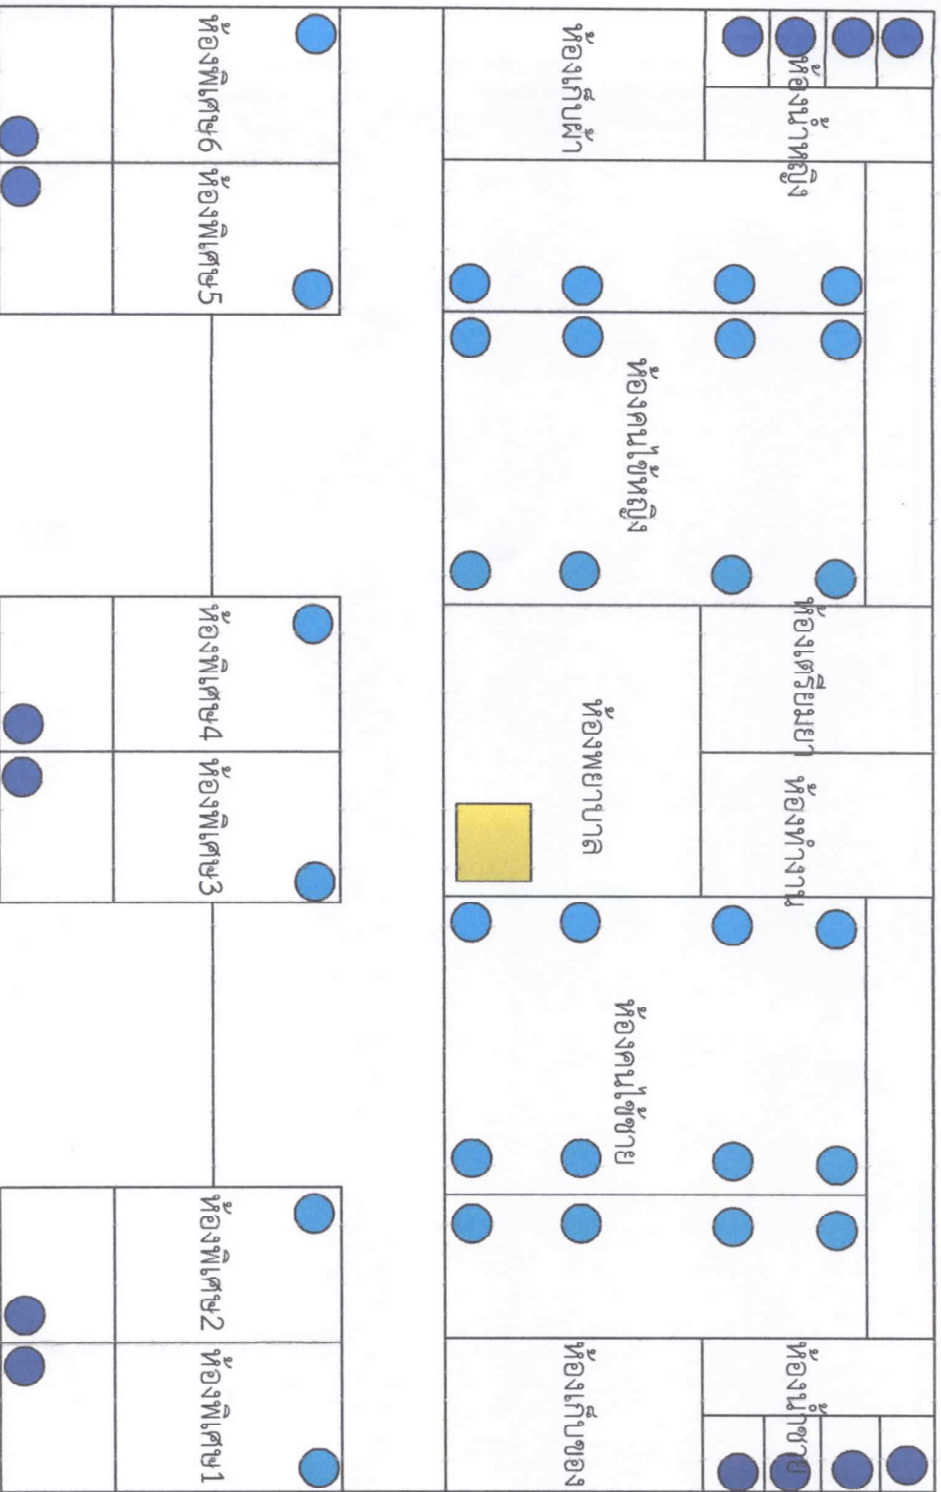 ห้องน้ำหญิง
ห้องเตรียมยา
ห้องทำงาน
ห้องน้ำชาย
ห้องเก็บผ้า
ห้องคนไข้หญิง
ห้องพยาบาล
ห้องคนไข้ชาย
ห้องเก็บของ
ห้องพิเศษ6
ห้องพิเศษ5
ห้องพิเศษ4
ห้องพิเศษ3
ห้องพิเศษ2
ห้องพิเศษ1